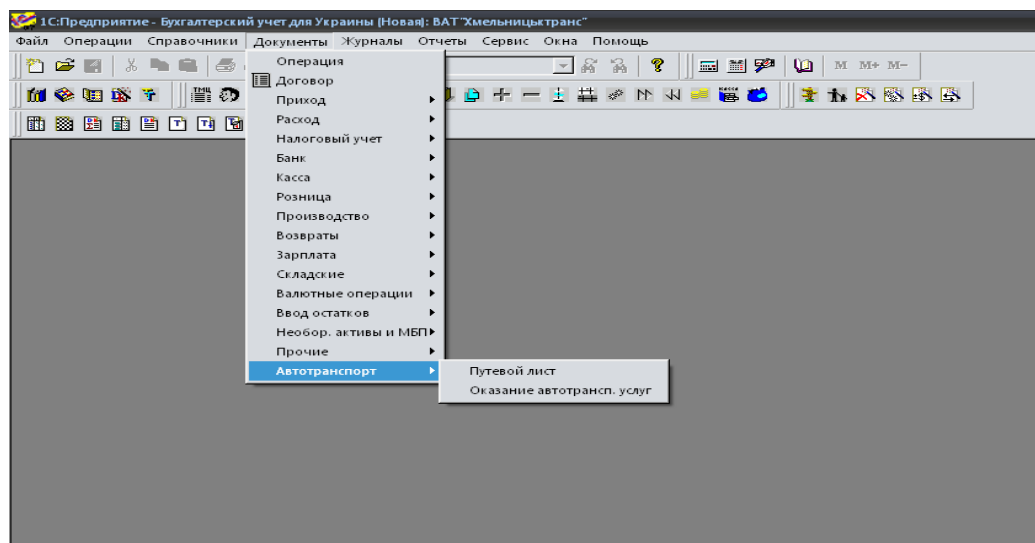 1С:Предприятие - Бухгалтерский учет для Украины (Новая): ВАТ"Хмельницьктранс"
Файл Операции Справочники Документы Журналы Отчеты Сервис Окна Помощь
М М+ М-
Операция
Договор
Приход
Расход
Налоговый учет
Банк
Касса
Розница
Производство
Возвраты
Зарплата
Складские
Валютные операции
Ввод остатков
Необор. активы и МБП
Прочие
Автотранспорт
Путевой лист
Оказание автотрансп. услуг